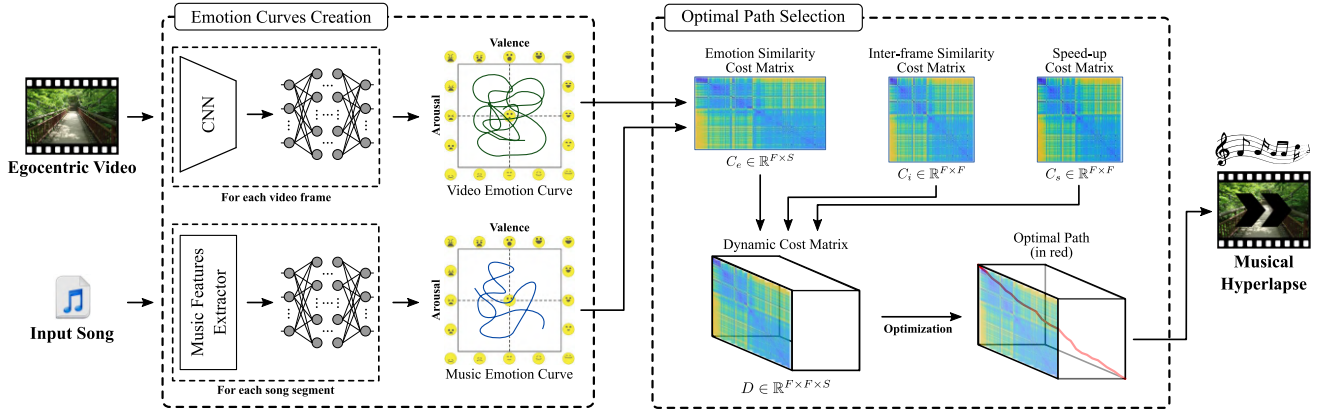 Emotion Curves Creation
Egocentric Video
CNN
For each video frame
Valence
Arousal
Video Emotion Curve
Input Song
Music Features
Extractor
For each song segment
Valence
Arousal
Music Emotion Curve
Optimal Path Selection
Emotion Similarity
Cost Matrix
C_e ∈ ℝ^{F×S}
Inter-frame Similarity
Cost Matrix
C_i ∈ ℝ^{F×F}
Speed-up
Cost Matrix
C_s ∈ ℝ^{F×F}
Dynamic Cost Matrix
D ∈ ℝ^{F×F×S}
Optimization
Optimal Path
(in red)
Musical
Hyperlapse